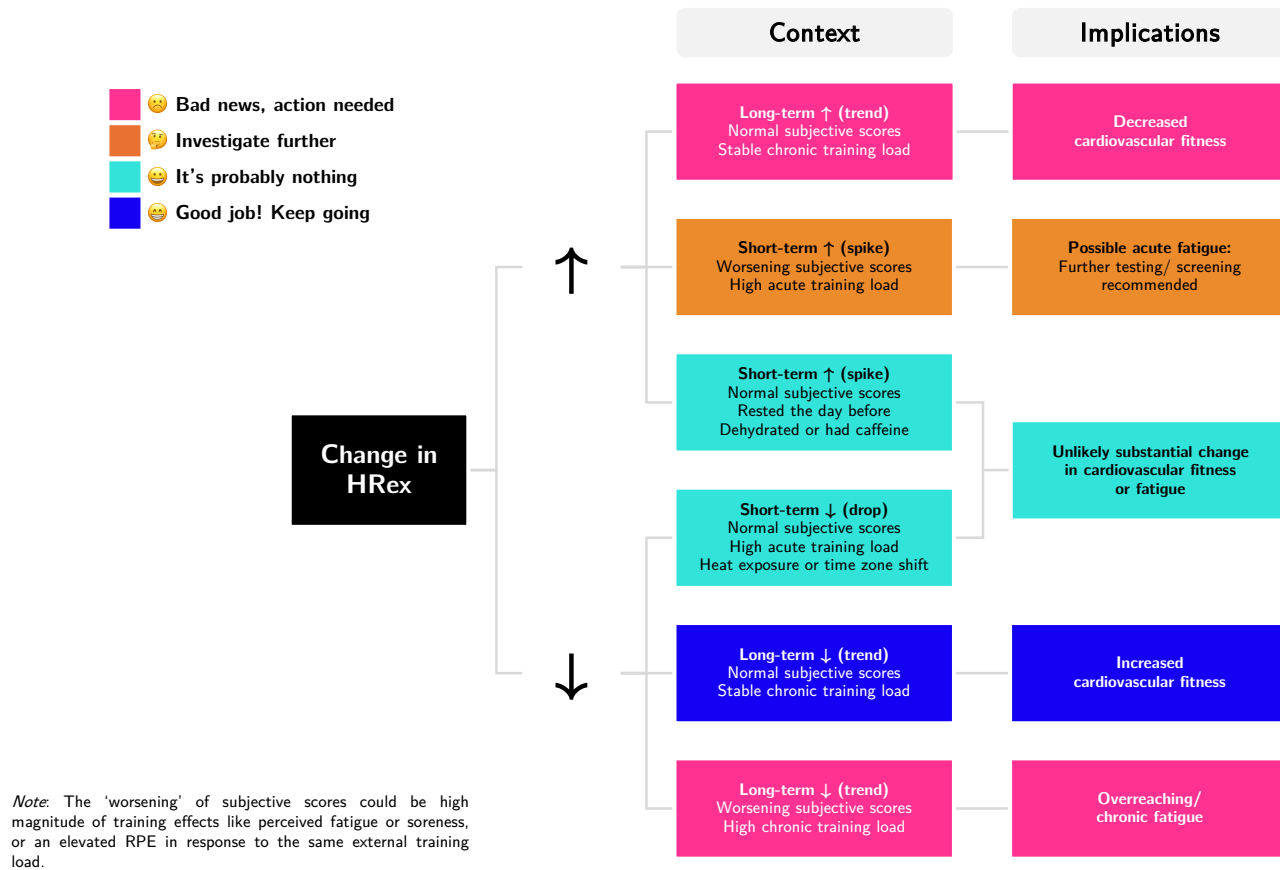 Context
Implications
☹️ Bad news, action needed
🤔 Investigate further
😀 It's probably nothing
😁 Good job! Keep going
Change in
HRex
↑
↓
Long-term ↑ (trend)
Normal subjective scores
Stable chronic training load
Decreased
cardiovascular fitness
Short-term ↑ (spike)
Worsening subjective scores
High acute training load
Possible acute fatigue:
Further testing/ screening
recommended
Short-term ↑ (spike)
Normal subjective scores
Rested the day before
Dehydrated or had caffeine
Short-term ↓ (drop)
Normal subjective scores
High acute training load
Heat exposure or time zone shift
Unlikely substantial change
in cardiovascular fitness
or fatigue
Long-term ↓ (trend)
Normal subjective scores
Stable chronic training load
Increased
cardiovascular fitness
Long-term ↓ (trend)
Worsening subjective scores
High chronic training load
Overreaching/
chronic fatigue
Note: The ‘worsening’ of subjective scores could be high
magnitude of training effects like perceived fatigue or soreness,
or an elevated RPE in response to the same external training
load.